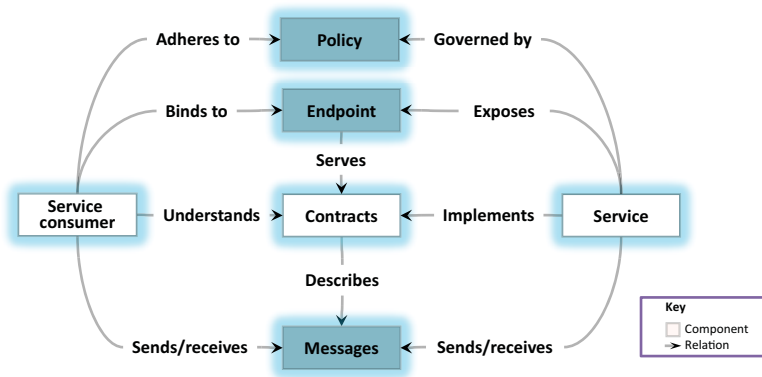 Adheres to
Policy
Governed by
Binds to
Endpoint
Exposes
Serves
Service
consumer
Understands
Contracts
Implements
Service
Describes
Sends/receives
Messages
Sends/receives
Key
Component
Relation